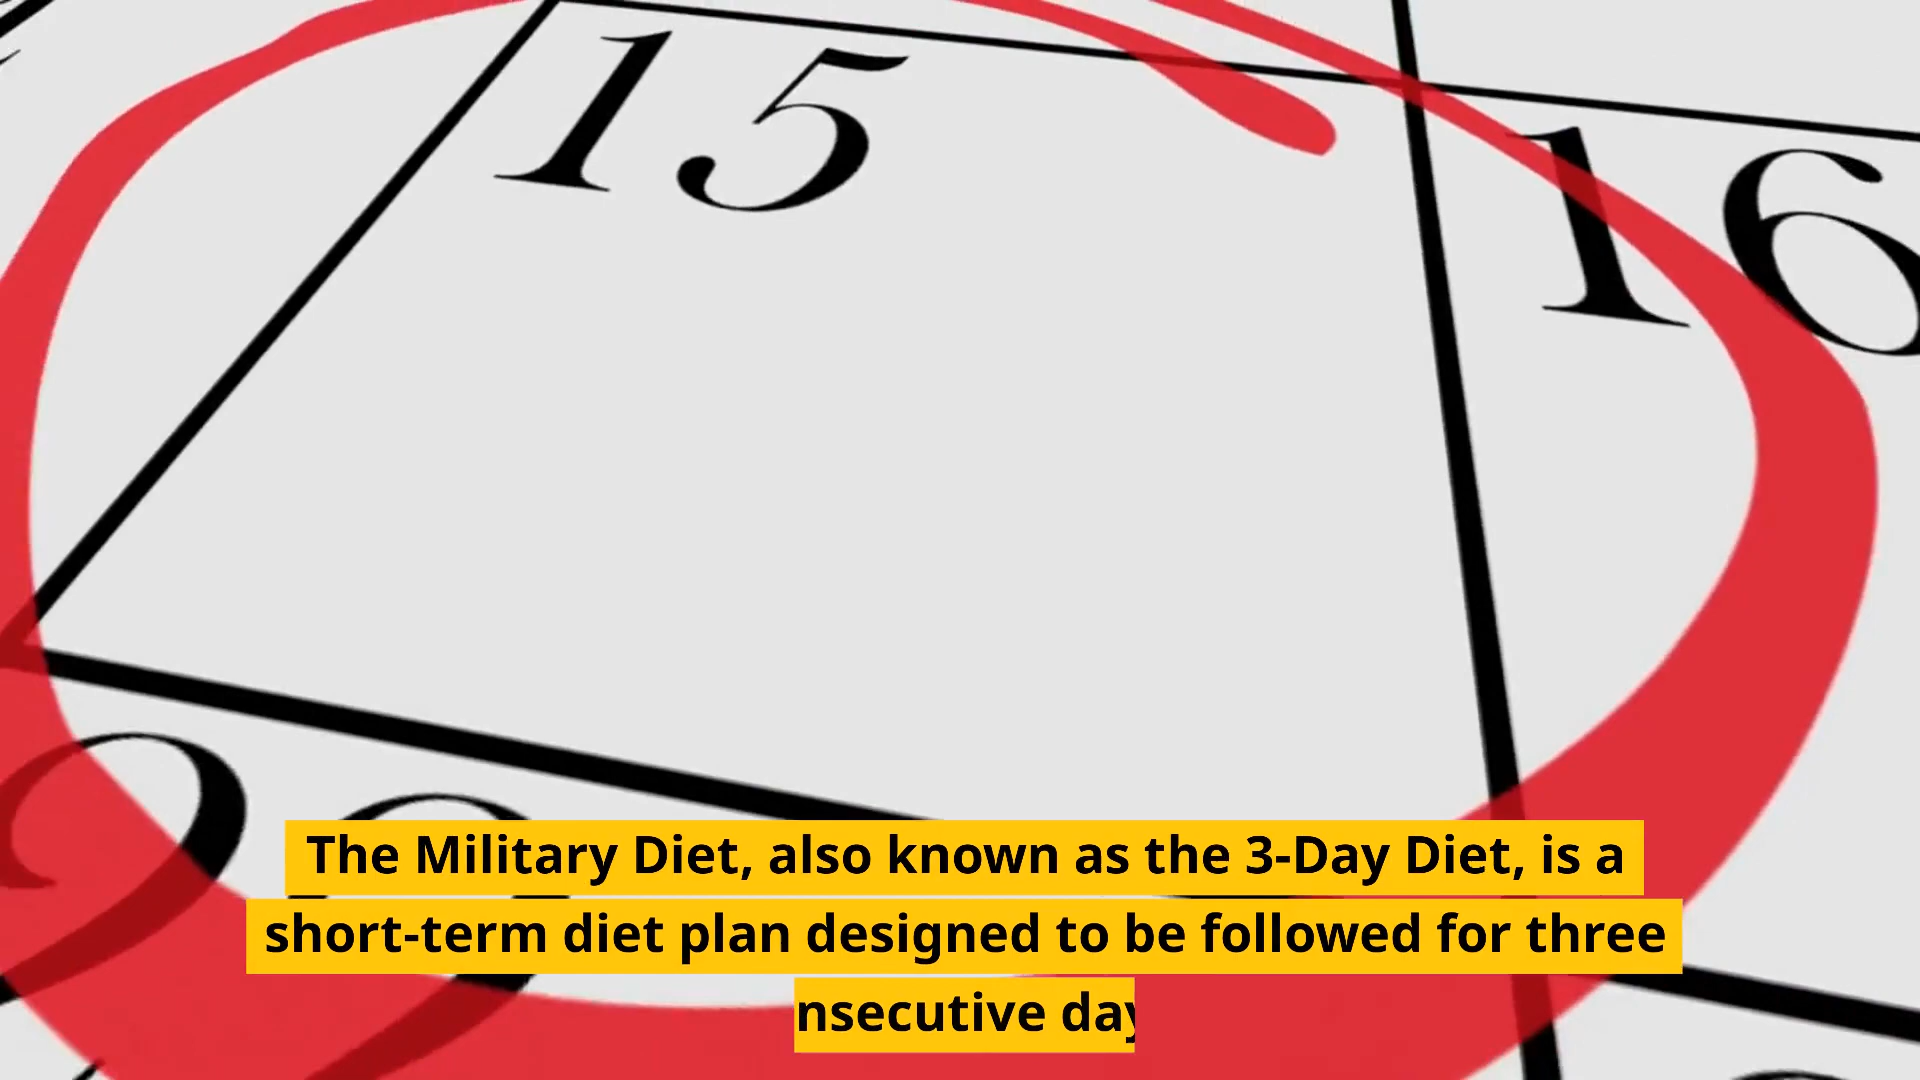 15
16
The Military Diet, also known as the 3-Day Diet, is a
short-term diet plan designed to be followed for three
nsecutive day